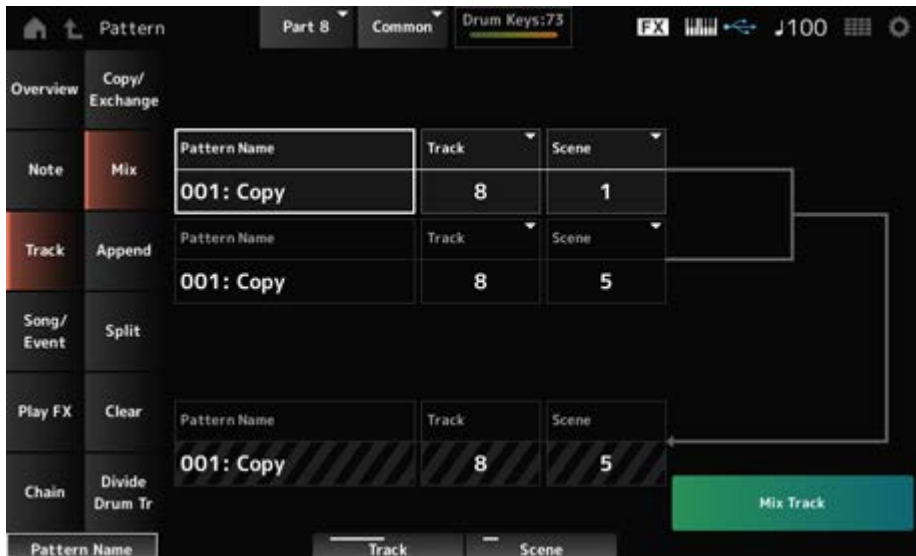 Pattern
Part 8
Common
Drum Keys:73
FX
♩100
Overview
Copy/
Exchange
Note
Mix
Track
Append
Song/
Event
Split
Play FX
Clear
Chain
Divide
Drum Tr
Pattern Name
Track
Scene
001: Copy
8
1
Pattern Name
Track
Scene
001: Copy
8
5
Pattern Name
Track
Scene
001: Copy
8
5
Mix Track
Pattern Name
Track
Scene